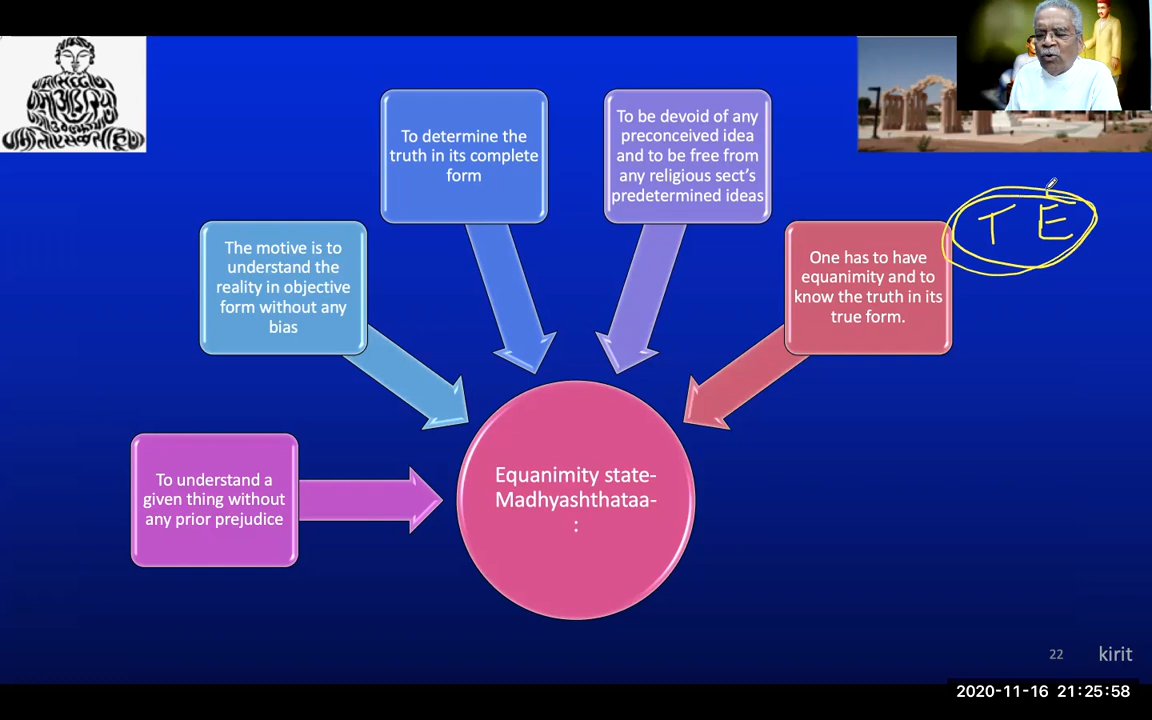 To determine the
truth in its complete
form
To be devoid of any
preconceived idea
and to be free from
any religious sect's
predetermined ideas
T E
The motive is to
understand the
reality in objective
form without any
bias
One has to have
equanimity and to
know the truth in its
true form.
To understand a
given thing without
any prior prejudice
Equanimity state-
Madhyashthataa-
:
22
kirit
2020-11-16 21:25:58